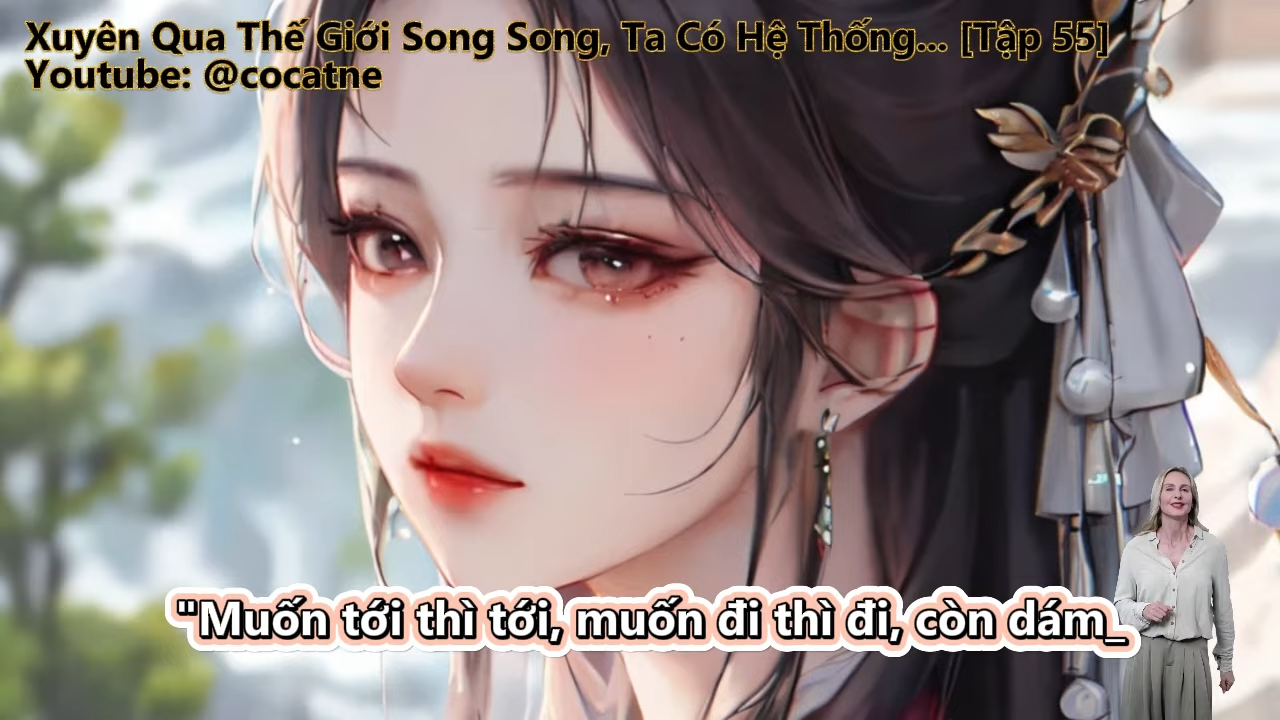 Xuyên Qua Thế Giới Song Song, Ta Có Hệ Thống... [Tập 55]
Youtube: @cocatne
"Muốn tới thì tới, muốn đi thì đi, còn dám_